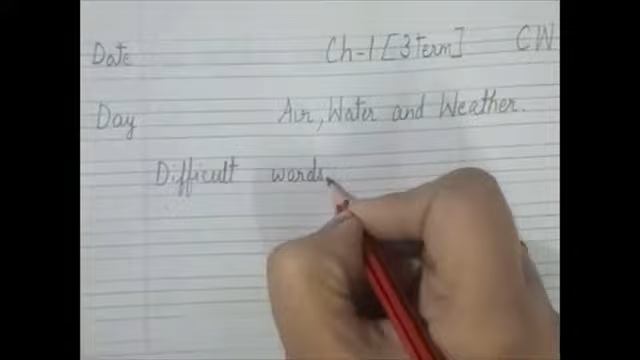 Date Ch-1 [3 term] CW
Day Air, Water and Weather.
Difficult words